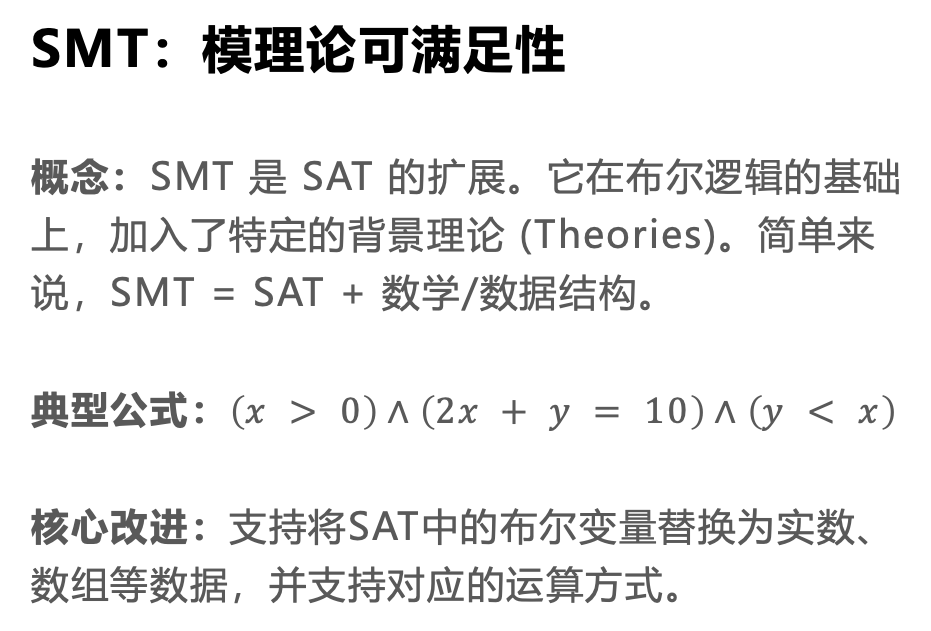 SMT：模理论可满足性
概念：SMT 是 SAT 的扩展。它在布尔逻辑的基础
上，加入了特定的背景理论 (Theories)。简单来
说，SMT = SAT + 数学/数据结构。
典型公式：(𝑥 > 0)∧(2𝑥 + 𝑦 = 10)∧(𝑦 < 𝑥)
核心改进：支持将SAT中的布尔变量替换为实数、
数组等数据，并支持对应的运算方式。